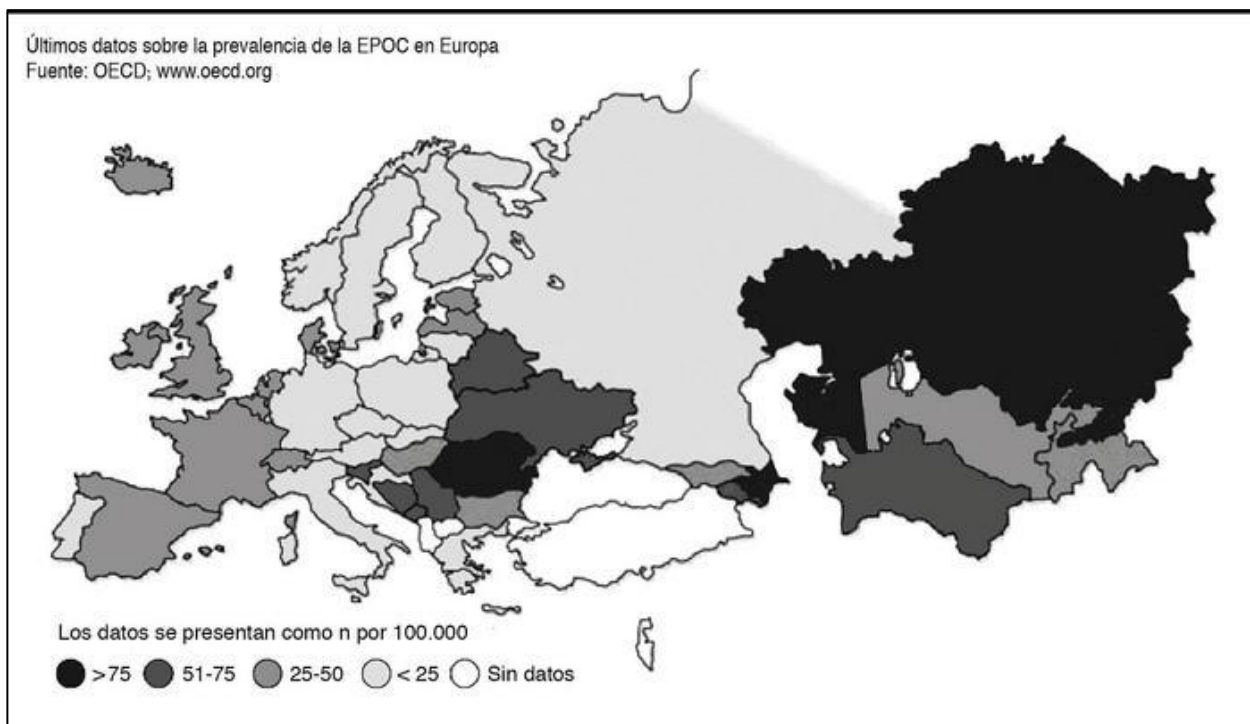 Últimos datos sobre la prevalencia de la EPOC en Europa
Fuente: OECD; www.oecd.org
Los datos se presentan como n por 100.000
>75 51-75 25-50 < 25 Sin datos